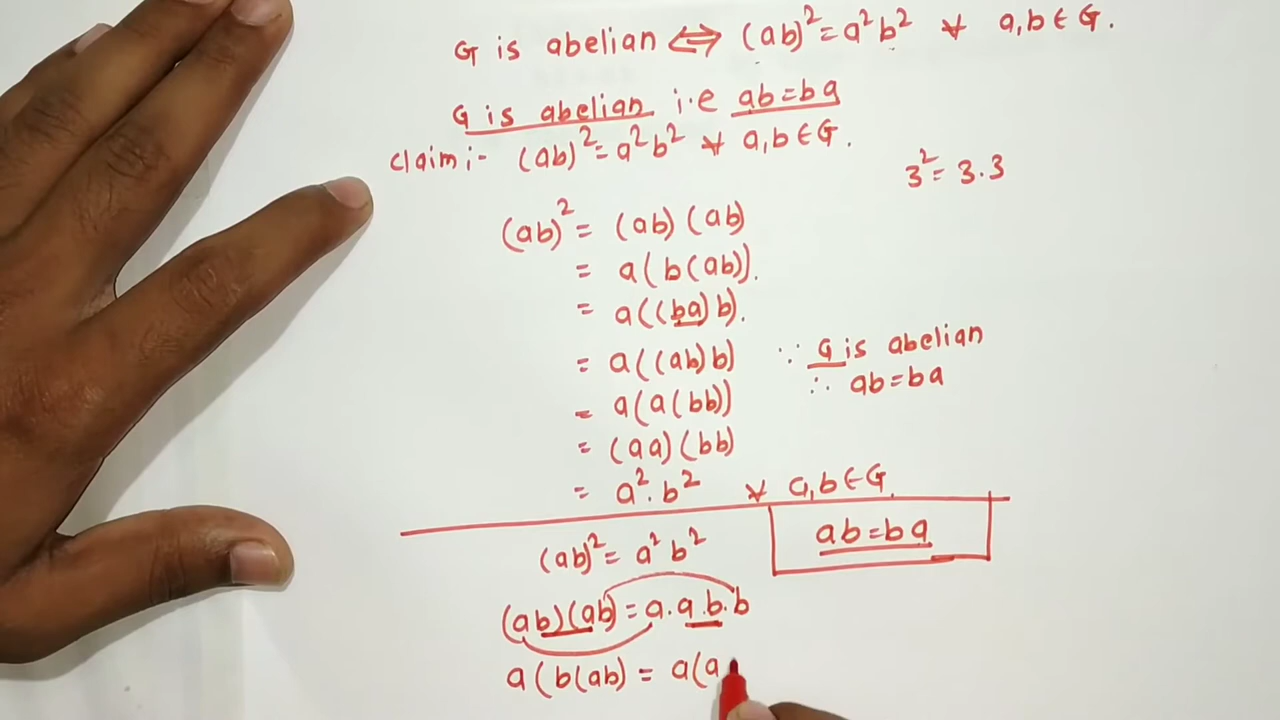 G is abelian ⟺ (ab)² = a²b² ∀ a,b ∈ G.
G is abelian i.e ab=ba
Claim:- (ab)² = a²b² ∀ a,b ∈ G.
3² = 3.3
(ab)² = (ab)(ab)
= a(b(ab)).
= a((ba)b).
= a((ab)b) ∵ G is abelian
∴ ab=ba
= a(a(bb))
= (aa)(bb)
= a².b² ∀ a,b ∈ G.
(ab)² = a²b²
ab=ba
(ab)(ab) = a.a.b.b
a(b(ab) = a(a